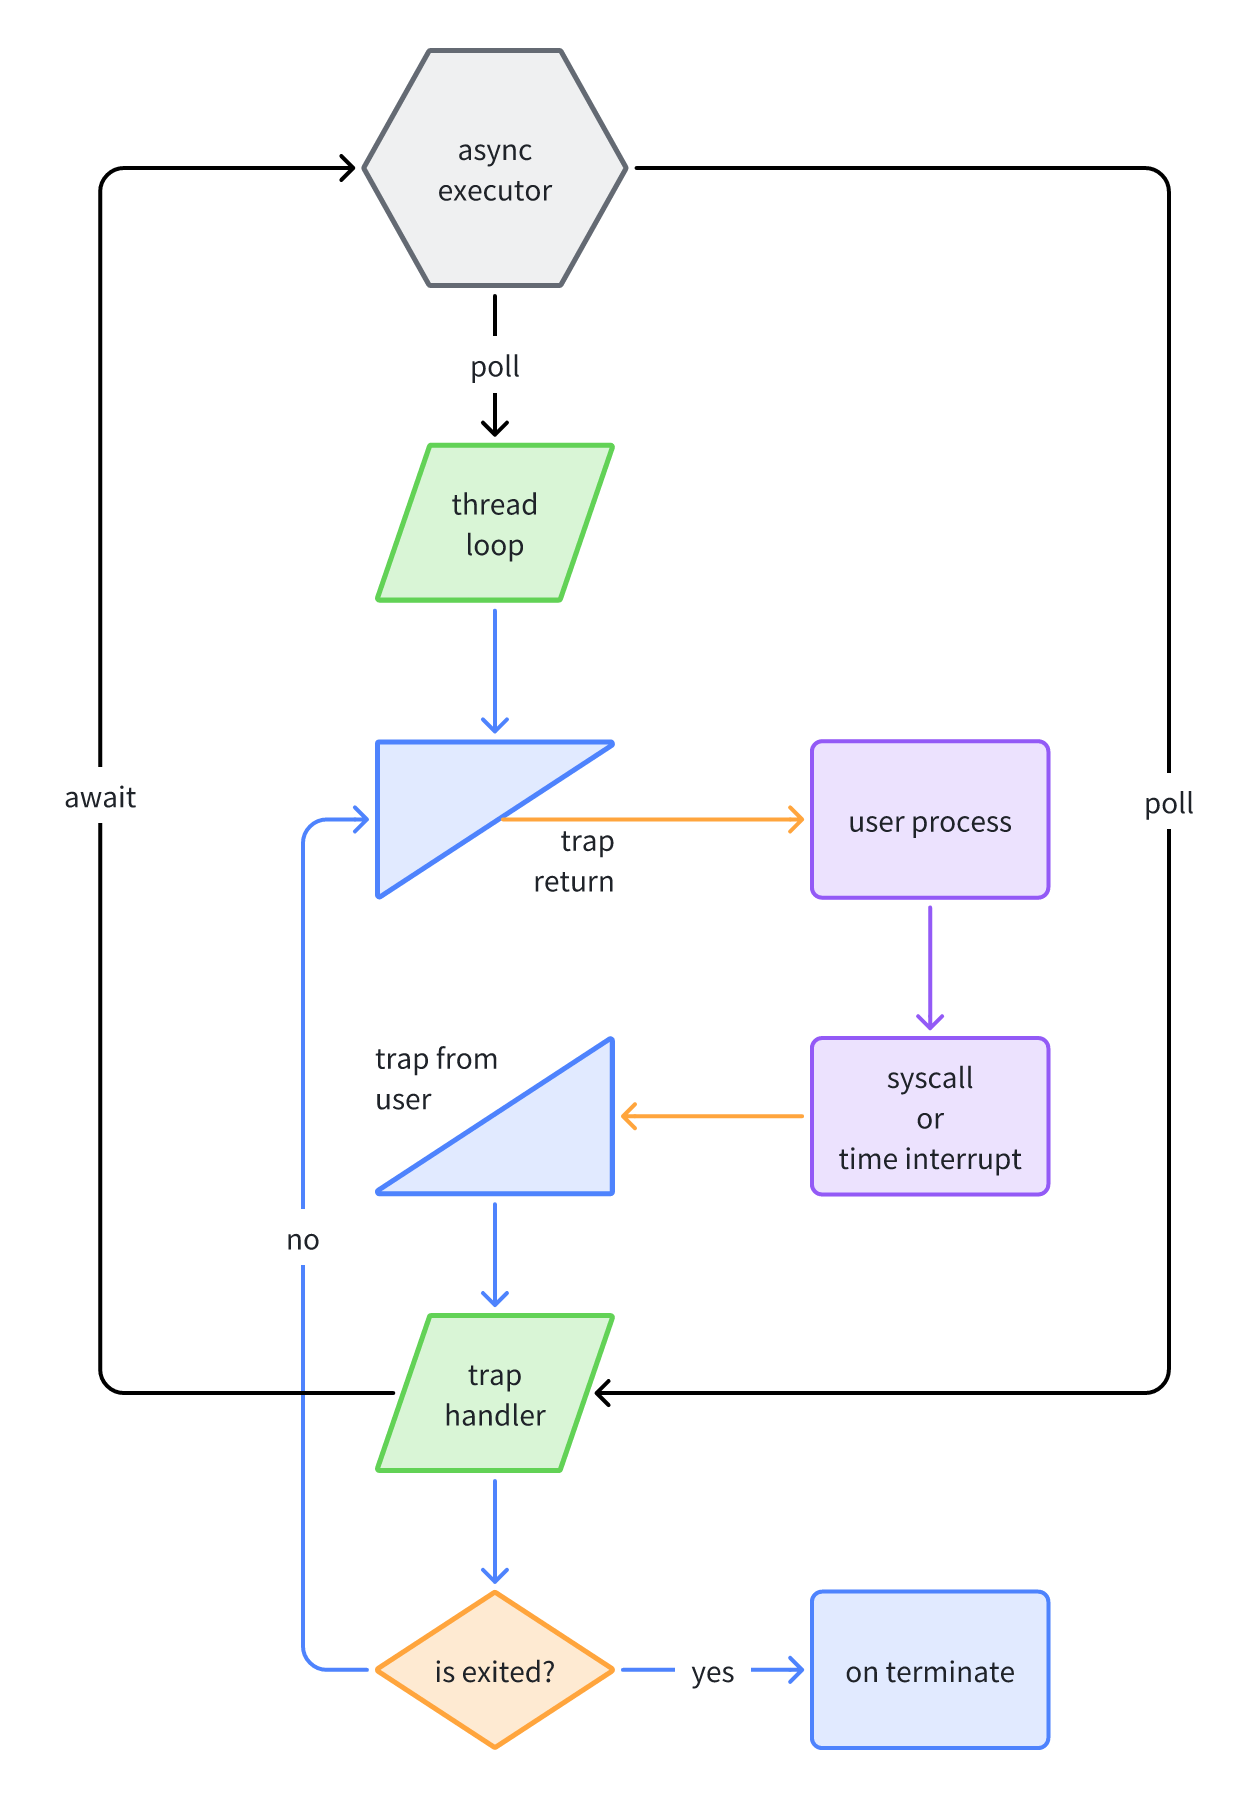 async
executor
poll
thread
loop
await
poll
user process
trap
return
trap from
user
syscall
or
time interrupt
no
trap
handler
is exited?
yes
on terminate